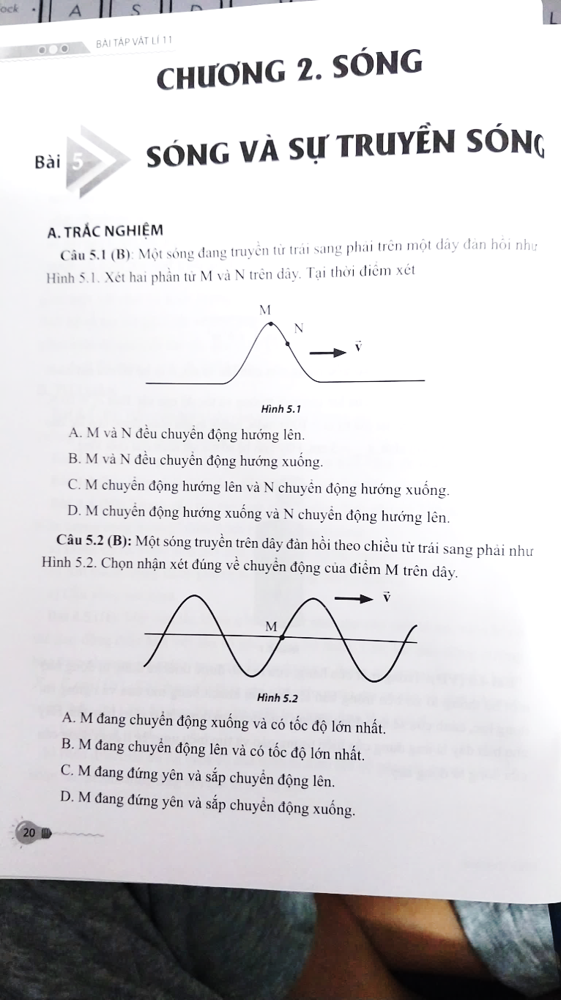 ock
A
S
D
L
BÀI TẬP VẬT LÍ 11
CHƯƠNG 2. SÓNG
Bài 5
SÓNG VÀ SỰ TRUYỀN SÓNG
A. TRẮC NGHIỆM
Câu 5.1 (B): Một sóng đang truyền từ trái sang phải trên một dây đàn hồi như
Hình 5.1. Xét hai phần tử M và N trên dây. Tại thời điểm xét
M
N
v
Hình 5.1
A. M và N đều chuyển động hướng lên.
B. M và N đều chuyển động hướng xuống.
C. M chuyển động hướng lên và N chuyển động hướng xuống.
D. M chuyển động hướng xuống và N chuyển động hướng lên.
Câu 5.2 (B): Một sóng truyền trên dây đàn hồi theo chiều từ trái sang phải như
Hình 5.2. Chọn nhận xét đúng về chuyển động của điểm M trên dây.
v
M
Hình 5.2
A. M đang chuyển động xuống và có tốc độ lớn nhất.
B. M đang chuyển động lên và có tốc độ lớn nhất.
C. M đang đứng yên và sắp chuyển động lên.
D. M đang đứng yên và sắp chuyển động xuống.
20